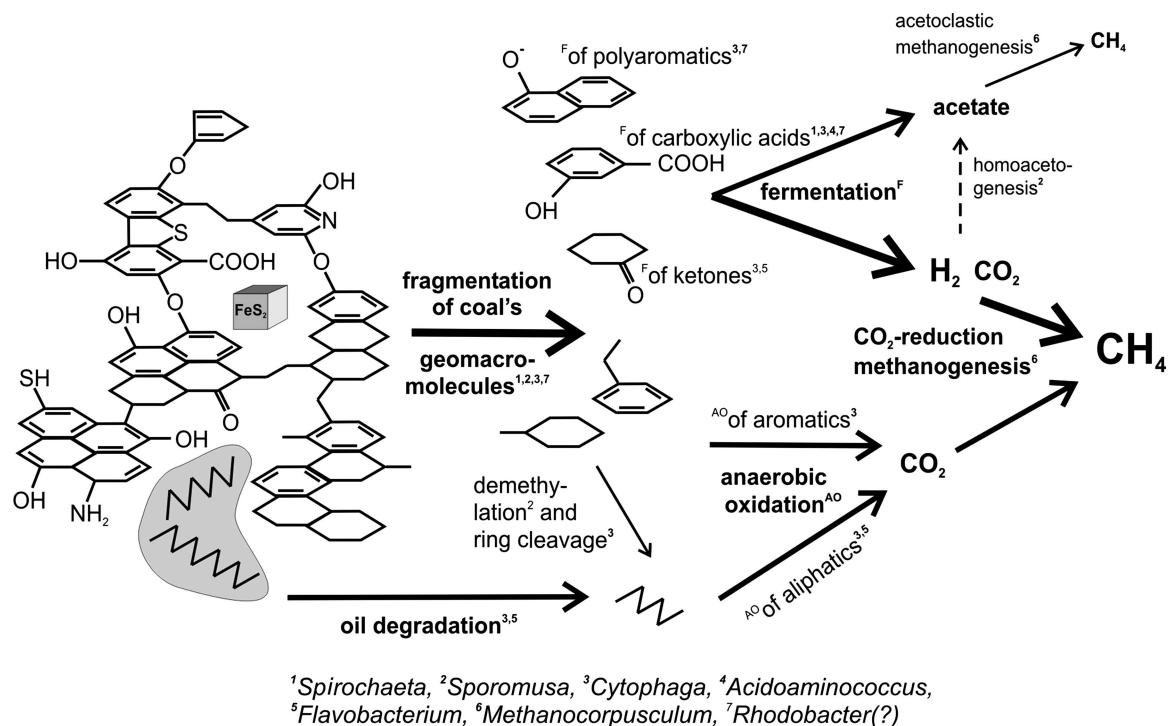 acetoclastic
methanogenesis⁶
CH₄
O⁻
ᶠof polyaromatics³,⁷
acetate
ᶠof carboxylic acids¹,³,⁴,⁷
COOH
OH
fermentationᶠ
homoaceto-
genesis²
O
OH
N
S
HO
COOH
O
O
FeS₂
OH
O
ᶠof ketones³,⁵
H₂ CO₂
fragmentation
of coal's
geomacro-
molecules¹,²,³,⁷
CO₂-reduction
methanogenesis⁶
CH₄
SH
O
OH
OH
NH₂
ᴬᴼof aromatics³
anaerobic
oxidationᴬᴼ
CO₂
demethy-
lation² and
ring cleavage³
ᴬᴼof aliphatics³,⁵
oil degradation³,⁵
¹Spirochaeta, ²Sporomusa, ³Cytophaga, ⁴Acidoaminococcus,
⁵Flavobacterium, ⁶Methanocorpusculum, ⁷Rhodobacter(?)